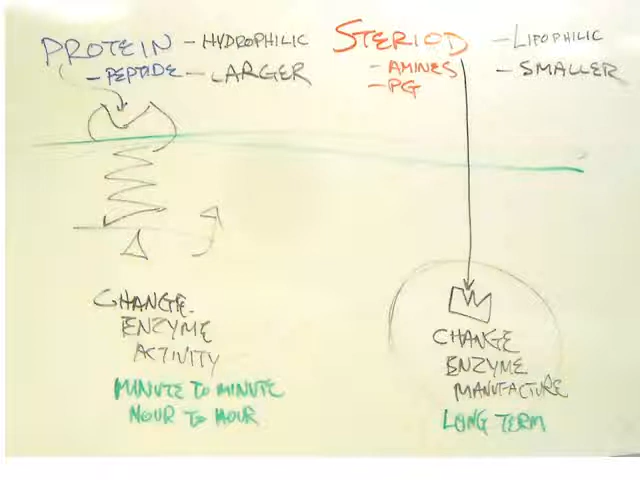 PROTEIN - HYDROPHILIC
- PEPTIDE - LARGER
STERIOD - LIPOPHILIC
- AMINES - SMALLER
- PG
CHANGE
ENZYME
ACTIVITY
MINUTE TO MINUTE
HOUR TO HOUR
CHANGE
ENZYME
MANUFACTURE
LONG TERM